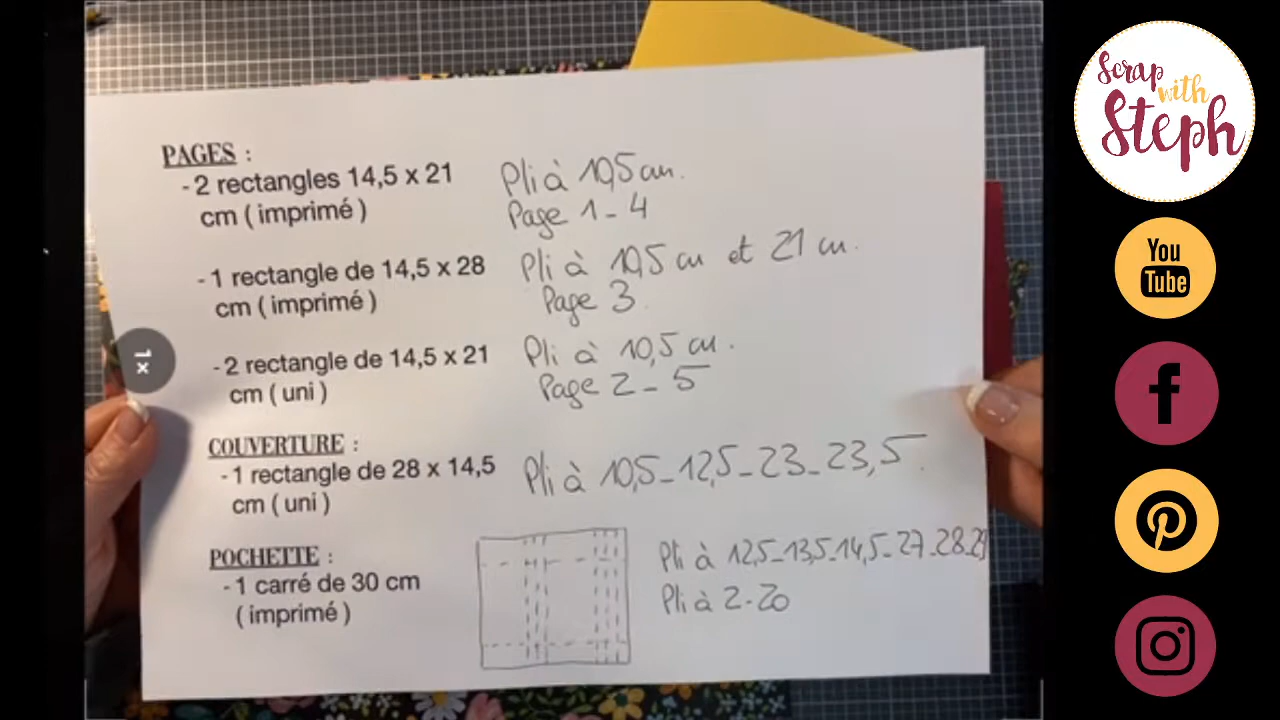 PAGES :
- 2 rectangles 14,5 x 21 cm ( imprimé )
Pli à 10,5 cm.
Page 1 - 4
- 1 rectangle de 14,5 x 28 cm ( imprimé )
Pli à 10,5 cm et 21 cm.
Page 3
- 2 rectangle de 14,5 x 21 cm ( uni )
Pli à 10,5 cm.
Page 2 - 5
COUVERTURE :
- 1 rectangle de 28 x 14,5 cm ( uni )
Pli à 10,5 - 12,5 - 23 - 23,5.
POCHETTE :
- 1 carré de 30 cm ( imprimé )
Pli à 12,5 - 13,5 - 14,5 - 27 - 28 - 29
Pli à 2 - 20
1x
Scrap
with
Steph
You
Tube